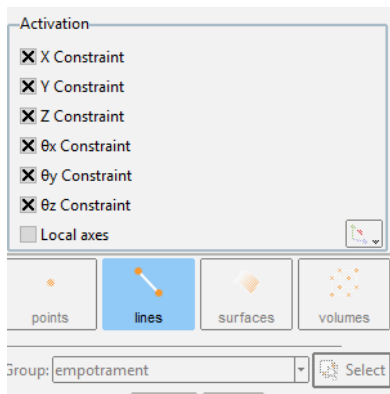 Activation
X Constraint
Y Constraint
Z Constraint
θx Constraint
θy Constraint
θz Constraint
Local axes
points lines surfaces volumes
Group: empotrament Select